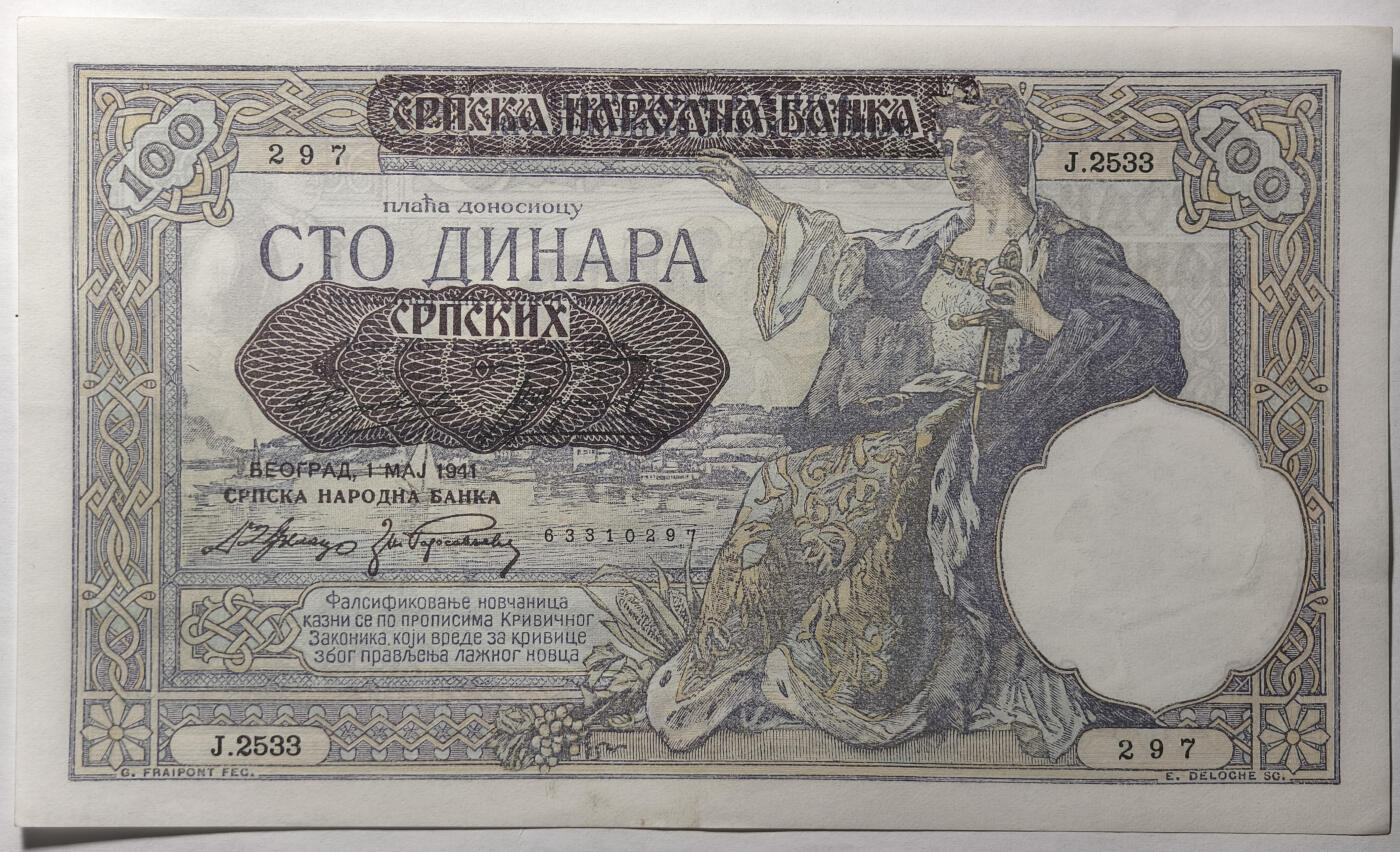 СРПСКА НАРОДНА БАНКА
100
297
Ј.2533
100
плаћа доносиоцу
СТО ДИНАРА
СРПСКИХ
БЕОГРАД, 1 МАЈ 1941
СРПСКА НАРОДНА БАНКА
63310297
Фалсификовање новчаница
казни се по прописима Кривичног
Законика, који вреде за кривице
због прављења лажног новца
Ј.2533
297
G. FRAIPONT FEC.
E. DELOCHE SC.